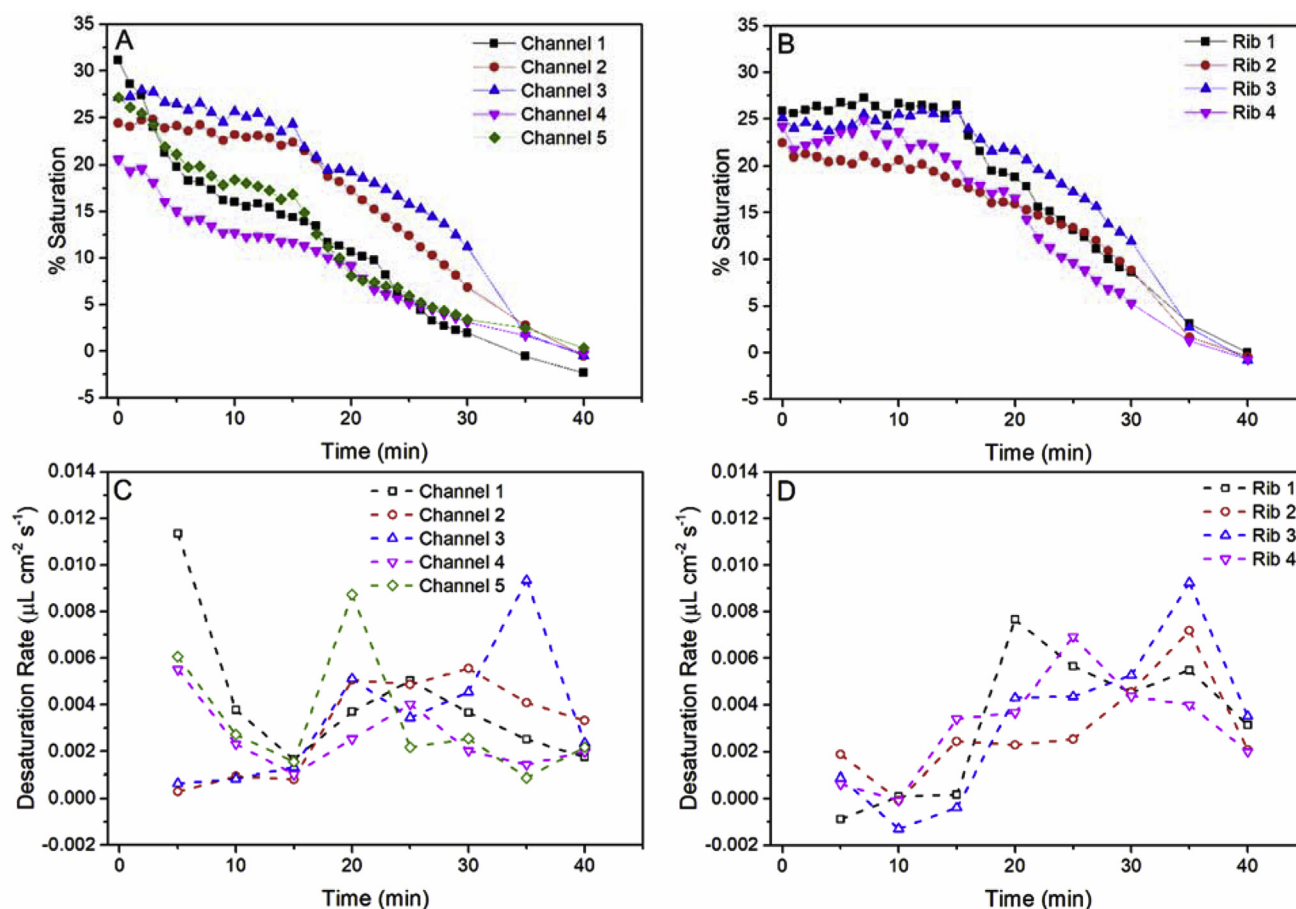 A
Channel 1
Channel 2
Channel 3
Channel 4
Channel 5
% Saturation
35
30
25
20
15
10
5
0
-5
0 10 20 30 40
Time (min)
B
Rib 1
Rib 2
Rib 3
Rib 4
% Saturation
35
30
25
20
15
10
5
0
-5
0 10 20 30 40
Time (min)
C
Channel 1
Channel 2
Channel 3
Channel 4
Channel 5
Desaturation Rate (μL cm⁻² s⁻¹)
0.014
0.012
0.010
0.008
0.006
0.004
0.002
0.000
-0.002
0 10 20 30 40
Time (min)
D
Rib 1
Rib 2
Rib 3
Rib 4
Desaturation Rate (μL cm⁻² s⁻¹)
0.014
0.012
0.010
0.008
0.006
0.004
0.002
0.000
-0.002
0 10 20 30 40
Time (min)